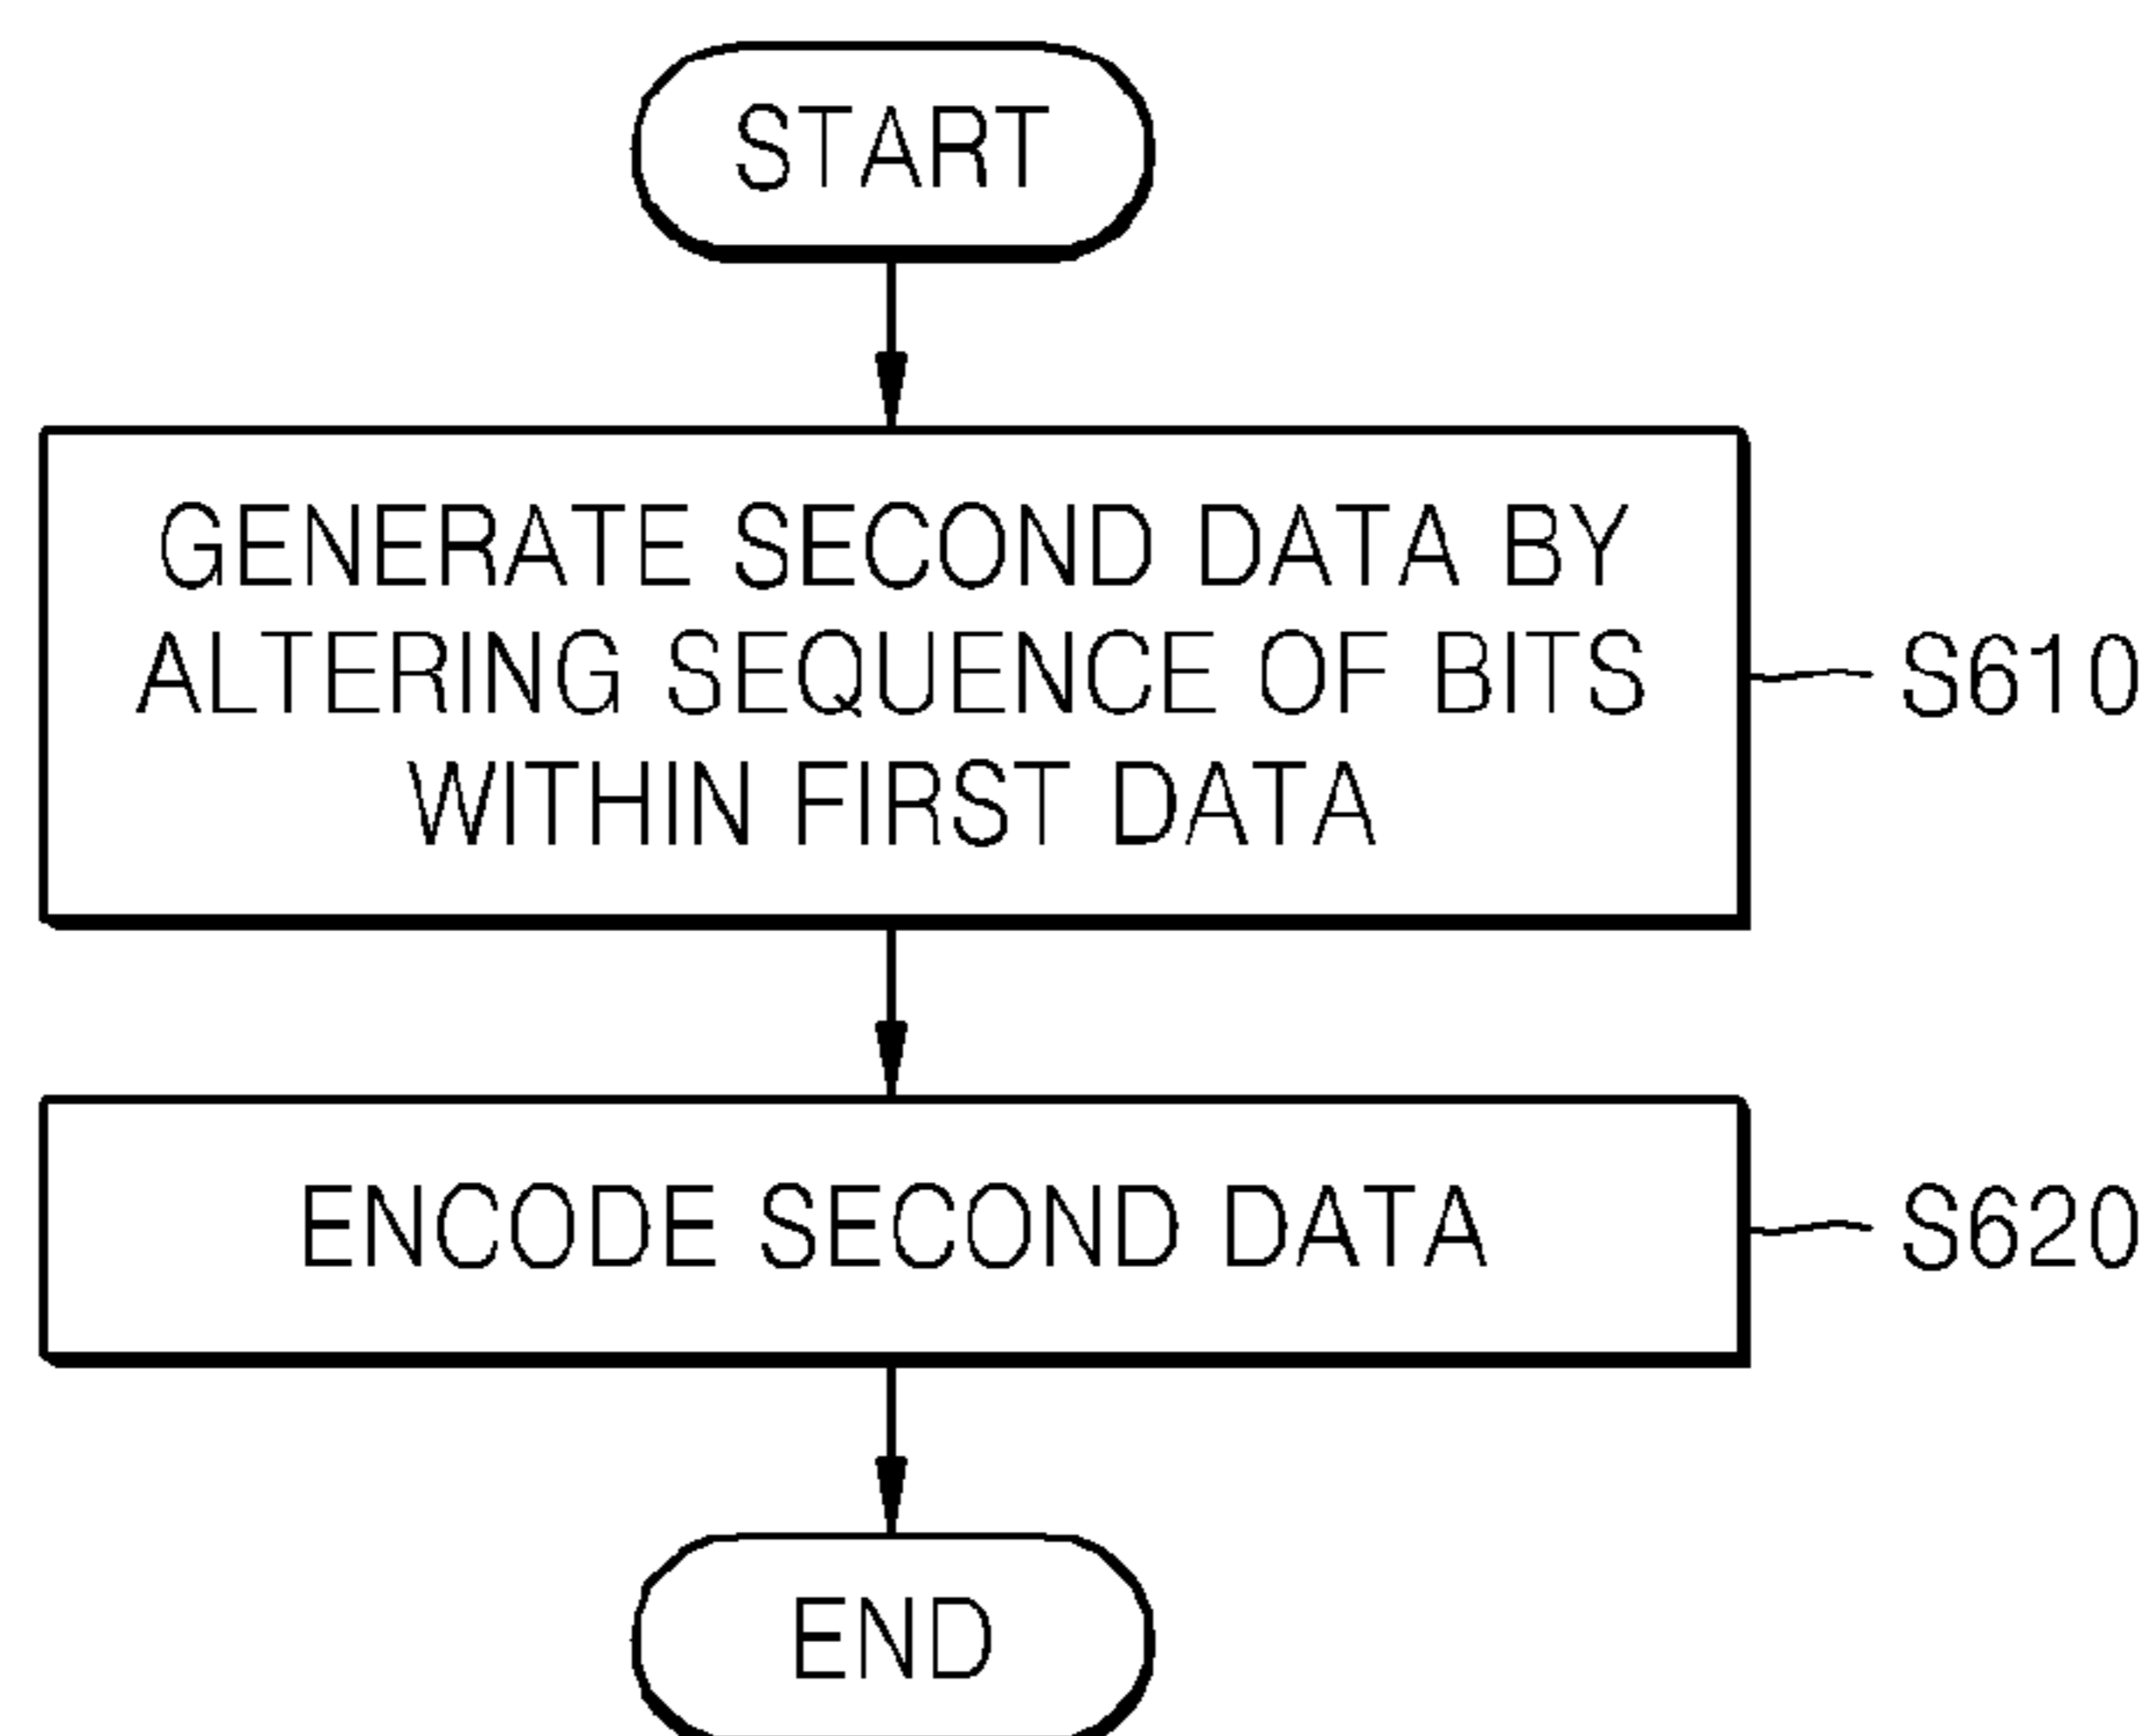 START
GENERATE SECOND DATA BY
ALTERING SEQUENCE OF BITS
WITHIN FIRST DATA
S610
ENCODE SECOND DATA
S620
END